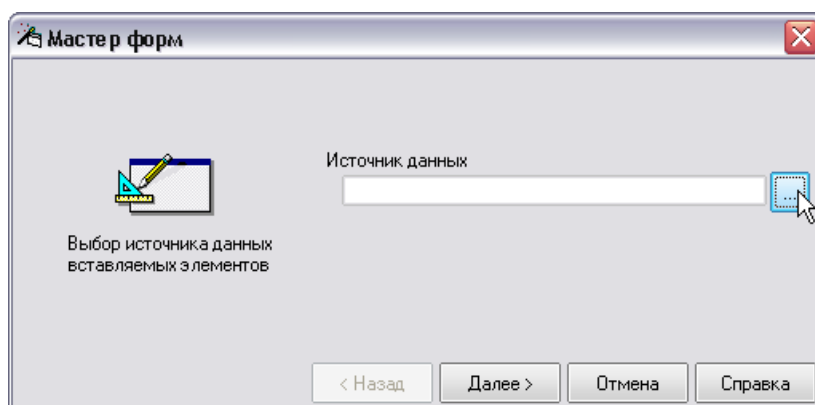 Мастер форм
Источник данных
...
Выбор источника данных
вставляемых элементов
< Назад
Далее >
Отмена
Справка